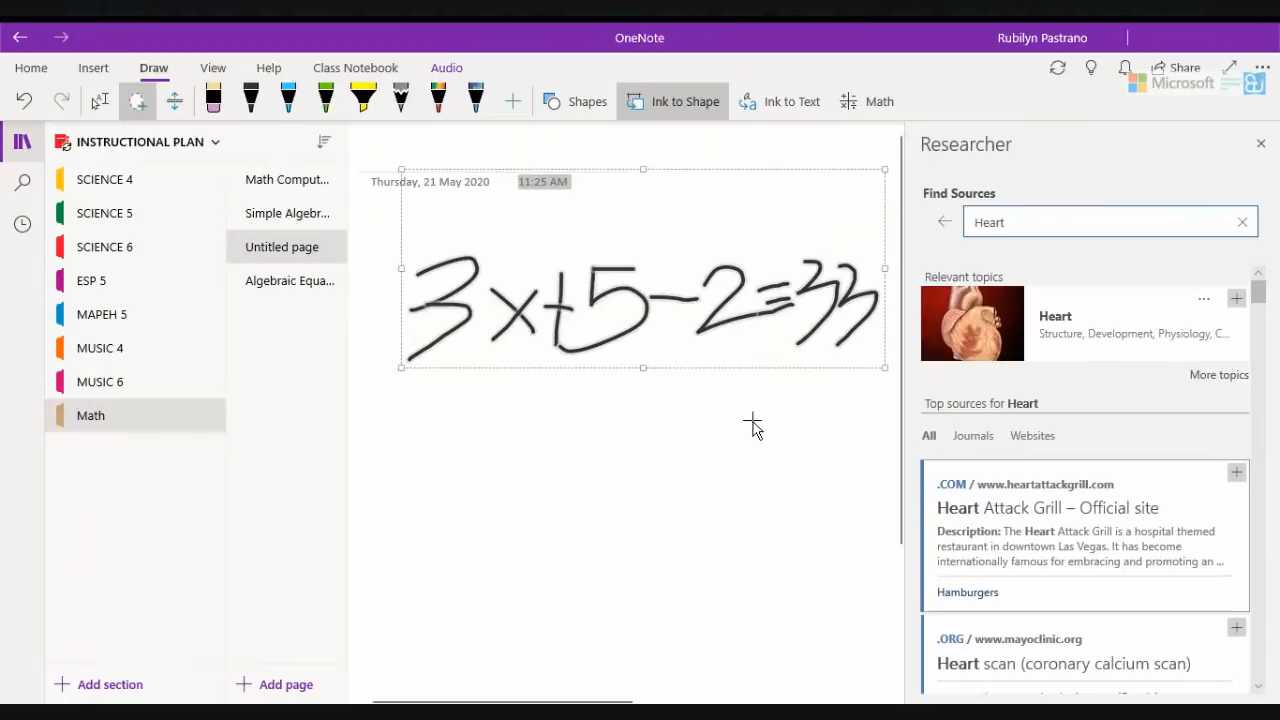 OneNote
Rubilyn Pastrano
Home Insert Draw View Help Class Notebook Audio
Share
Microsoft
Shapes Ink to Shape Ink to Text Math
INSTRUCTIONAL PLAN
SCIENCE 4
SCIENCE 5
SCIENCE 6
ESP 5
MAPEH 5
MUSIC 4
MUSIC 6
Math
Add section
Math Comput...
Simple Algebr...
Untitled page
Algebraic Equa...
Add page
Thursday, 21 May 2020 11:25 AM
3x+5-2=33
Researcher
Find Sources
Heart
Relevant topics
Heart
Structure, Development, Physiology, C...
More topics
Top sources for Heart
All Journals Websites
.COM / www.heartattackgrill.com
Heart Attack Grill – Official site
Description: The Heart Attack Grill is a hospital themed
restaurant in downtown Las Vegas. It has become
internationally famous for embracing and promoting an ...
Hamburgers
.ORG / www.mayoclinic.org
Heart scan (coronary calcium scan)